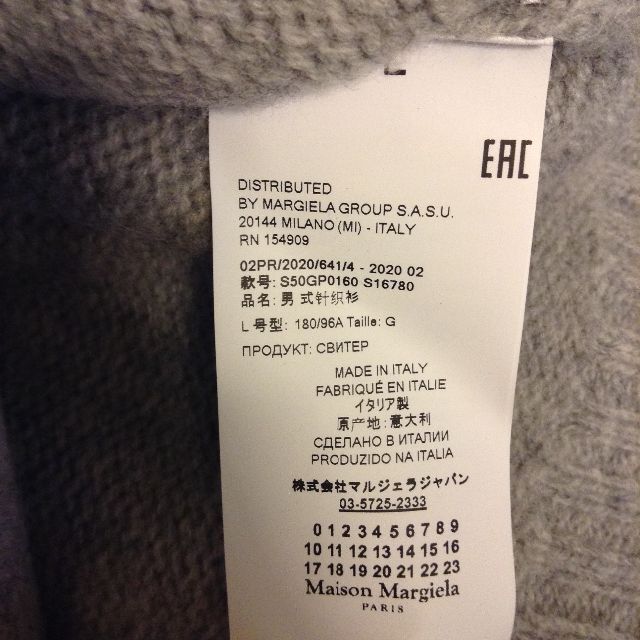 EAC
DISTRIBUTED
BY MARGIELA GROUP S.A.S.U.
20144 MILANO (MI) - ITALY
RN 154909
02PR/2020/641/4 - 2020 02
款号: S50GP0160 S16780
品名: 男式针织衫
L 号型: 180/96A Taille: G
ПРОДУКТ: СВИТЕР
MADE IN ITALY
FABRIQUÉ EN ITALIE
イタリア製
原产地: 意大利
СДЕЛАНО В ИТАЛИИ
PRODUZIDO NA ITALIA
株式会社マルジェラジャパン
03-5725-2333
0 1 2 3 4 5 6 7 8 9
10 11 12 13 14 15 16
17 18 19 20 21 22 23
Maison Margiela
PARIS